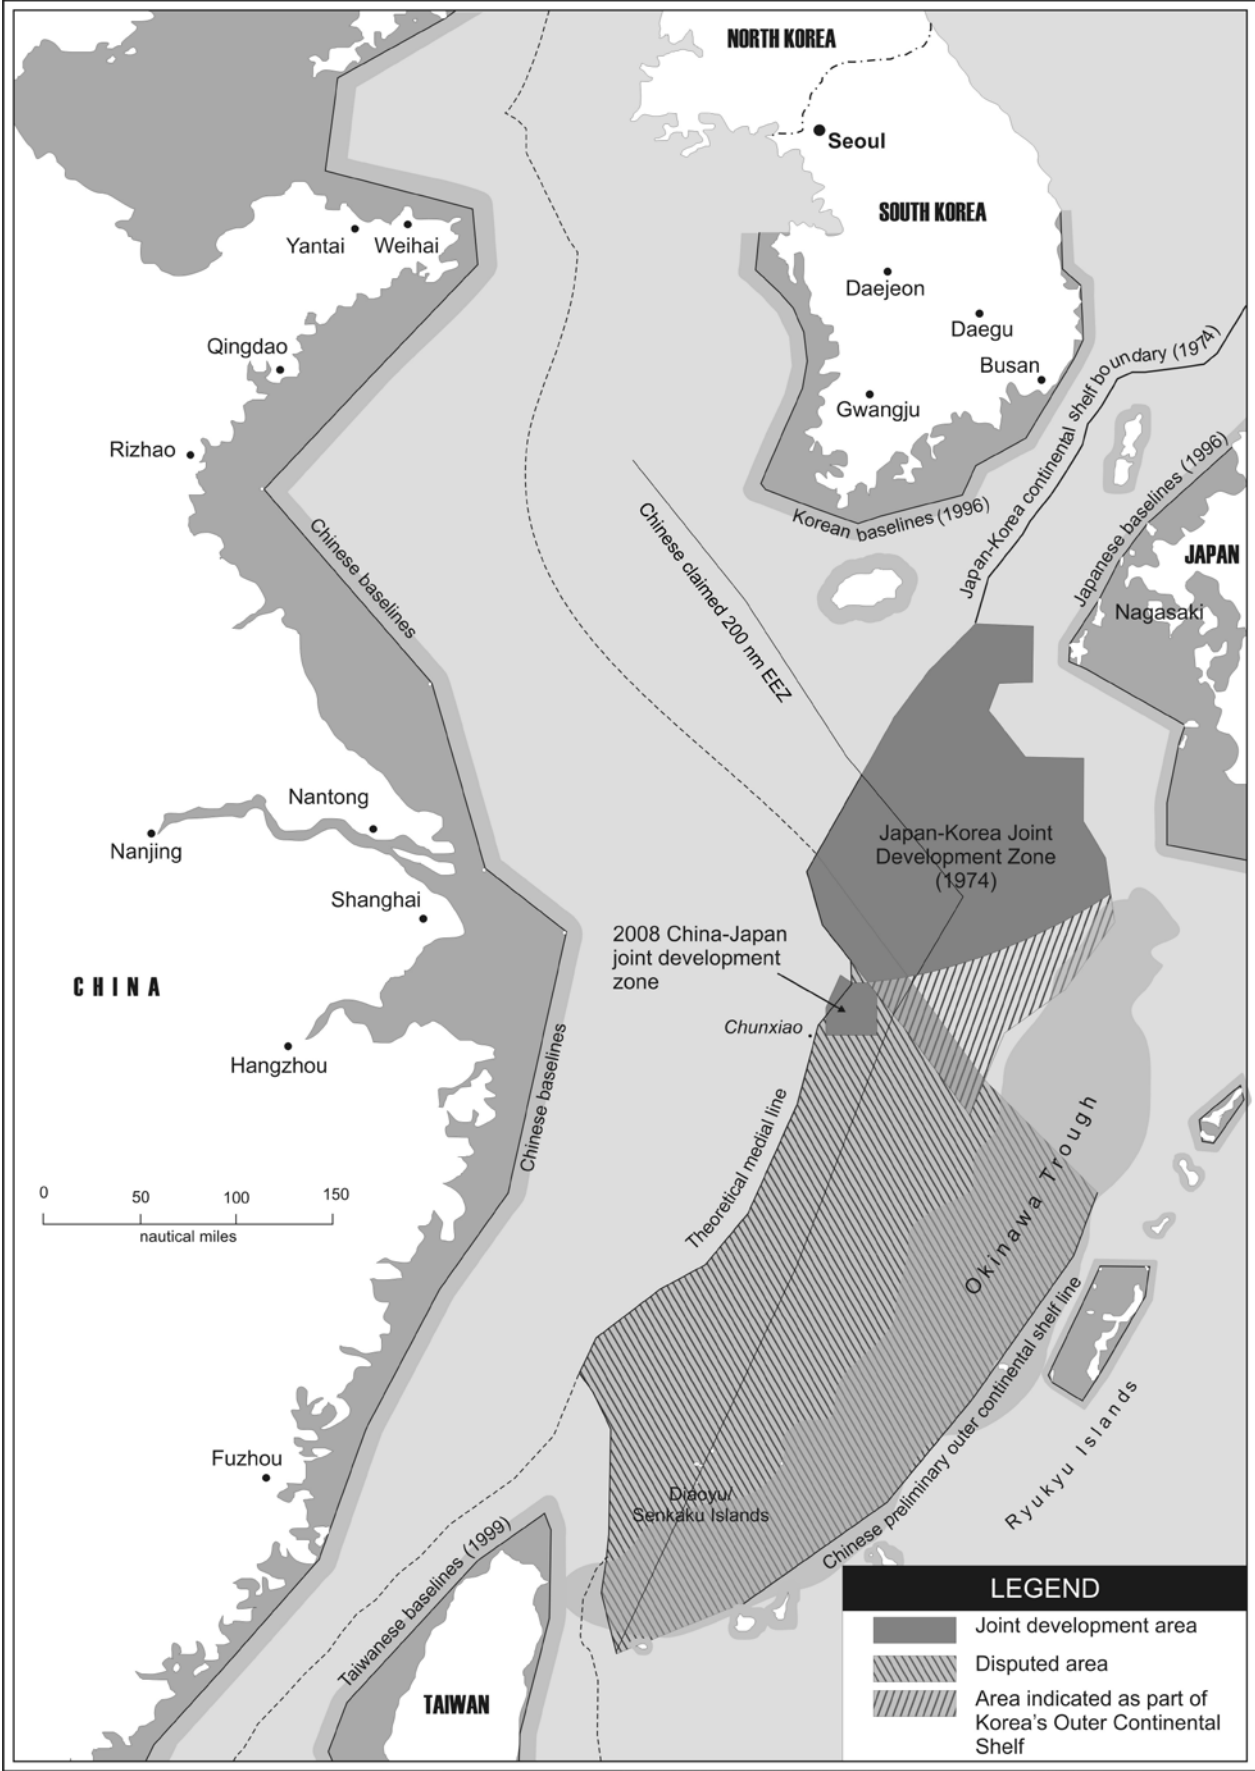 NORTH KOREA
Seoul
SOUTH KOREA
Yantai
Weihai
Daejeon
Daegu
Qingdao
Busan
Gwangju
Rizhao
Japan-Korea continental shelf boundary (1974)
Japanese baselines (1996)
Korean baselines (1996)
Chinese baselines
Chinese claimed 200 nm EEZ
JAPAN
Nagasaki
Nantong
Nanjing
Japan-Korea Joint
Development Zone
(1974)
Shanghai
2008 China-Japan
joint development
zone
CHINA
Chunxiao
Hangzhou
Chinese baselines
Theoretical medial line
Okinawa Trough
0
50
100
150
nautical miles
Chinese preliminary outer continental shelf line
Ryukyu Islands
Fuzhou
Diaoyu/
Senkaku Islands
Taiwanese baselines (1999)
TAIWAN
LEGEND
Joint development area
Disputed area
Area indicated as part of
Korea's Outer Continental
Shelf